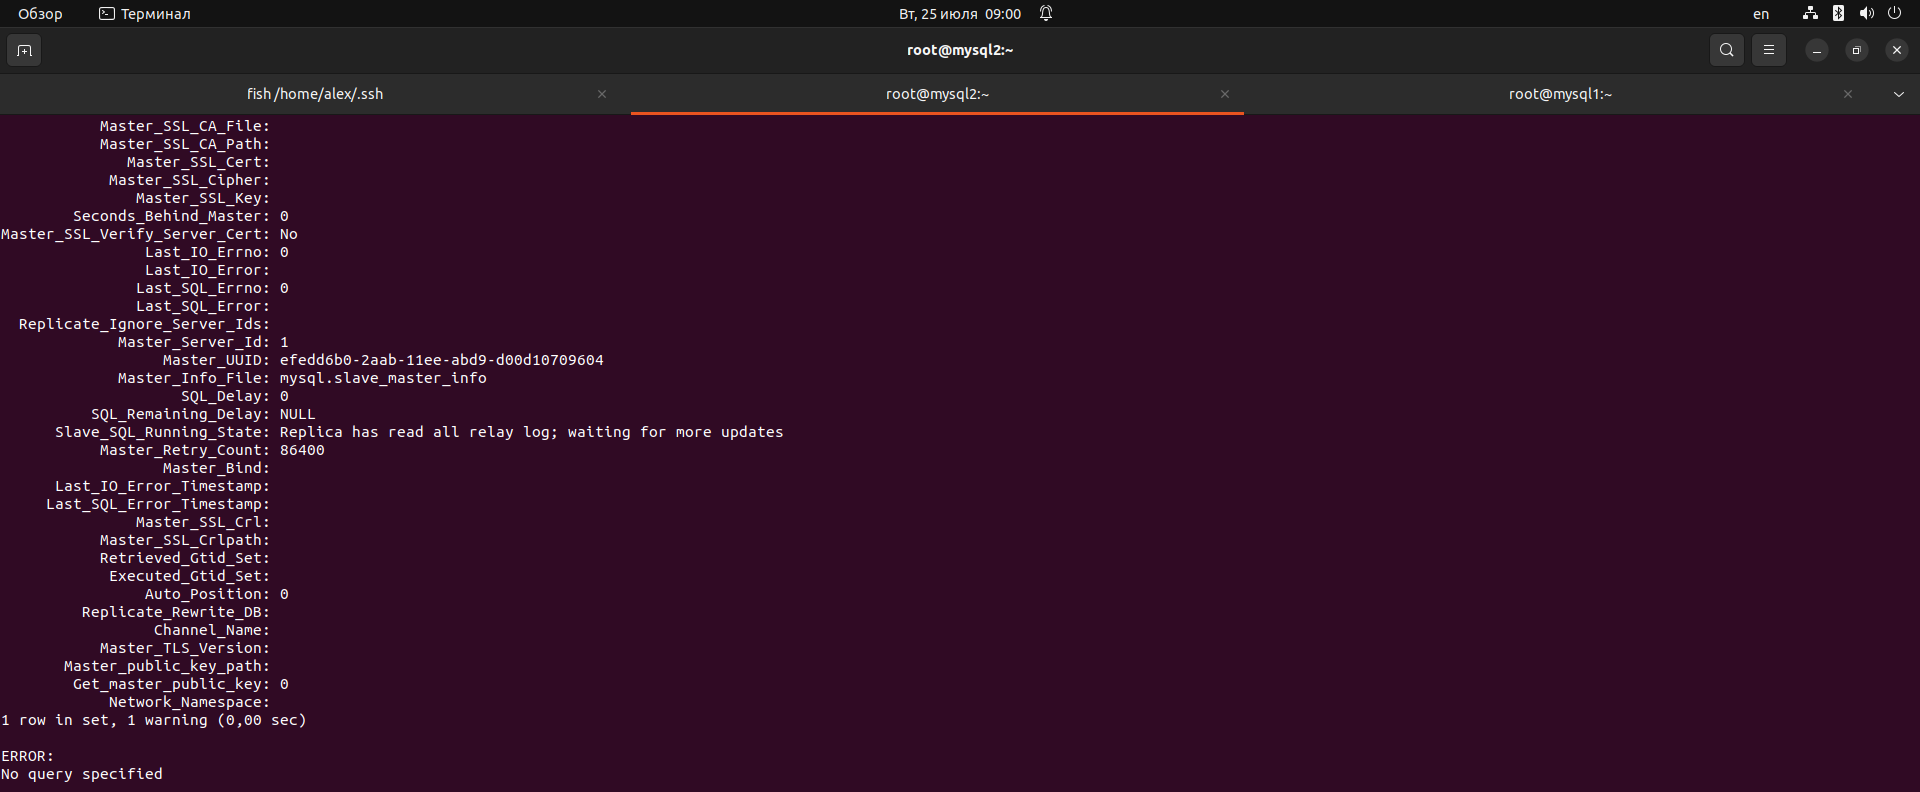 Обзор
Терминал
Вт, 25 июля 09:00
en
root@mysql2:~
fish /home/alex/.ssh
root@mysql2:~
root@mysql1:~
Master_SSL_CA_File:
Master_SSL_CA_Path:
Master_SSL_Cert:
Master_SSL_Cipher:
Master_SSL_Key:
Seconds_Behind_Master: 0
Master_SSL_Verify_Server_Cert: No
Last_IO_Errno: 0
Last_IO_Error:
Last_SQL_Errno: 0
Last_SQL_Error:
Replicate_Ignore_Server_Ids:
Master_Server_Id: 1
Master_UUID: efedd6b0-2aab-11ee-abd9-d00d10709604
Master_Info_File: mysql.slave_master_info
SQL_Delay: 0
SQL_Remaining_Delay: NULL
Slave_SQL_Running_State: Replica has read all relay log; waiting for more updates
Master_Retry_Count: 86400
Master_Bind:
Last_IO_Error_Timestamp:
Last_SQL_Error_Timestamp:
Master_SSL_Crl:
Master_SSL_Crlpath:
Retrieved_Gtid_Set:
Executed_Gtid_Set:
Auto_Position: 0
Replicate_Rewrite_DB:
Channel_Name:
Master_TLS_Version:
Master_public_key_path:
Get_master_public_key: 0
Network_Namespace:
1 row in set, 1 warning (0,00 sec)
ERROR:
No query specified